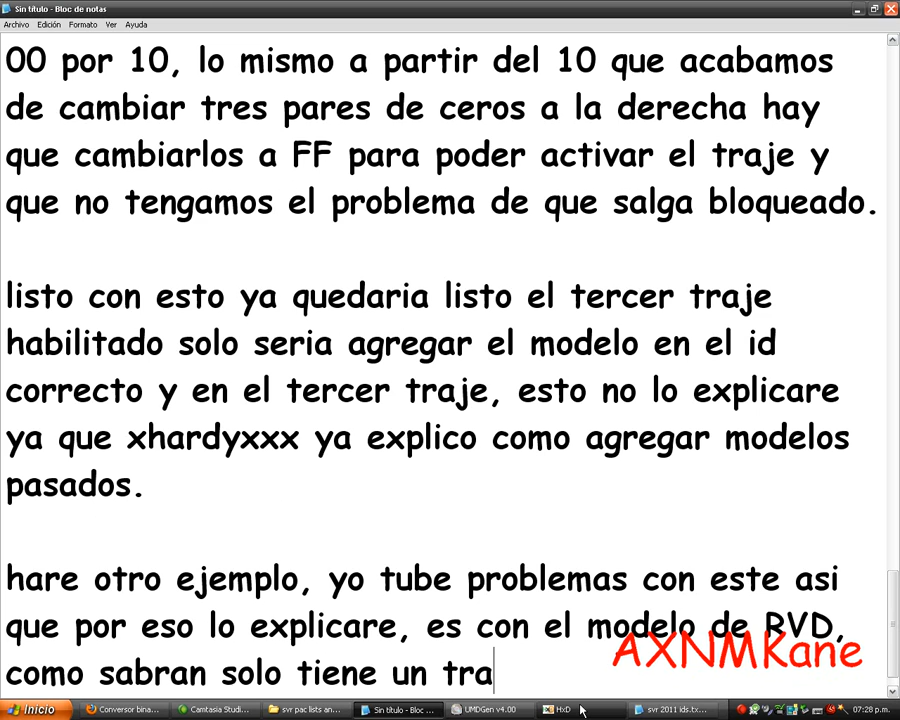 Sin título - Bloc de notas
Archivo Edición Formato Ver Ayuda
00 por 10, lo mismo a partir del 10 que acabamos
de cambiar tres pares de ceros a la derecha hay
que cambiarlos a FF para poder activar el traje y
que no tengamos el problema de que salga bloqueado.
listo con esto ya quedaria listo el tercer traje
habilitado solo seria agregar el modelo en el id
correcto y en el tercer traje, esto no lo explicare
ya que xhardyxxx ya explico como agregar modelos
pasados.
hare otro ejemplo, yo tube problemas con este asi
que por eso lo explicare, es con el modelo de RVD,
como sabran solo tiene un tra
AXNMKane
Inicio Conversor bina... Camtasia Studi... svr pac lists an... Sin título - Bloc ... UMDGen v4.00 HxD svr 2011 ids.tx... 07:28 p.m.